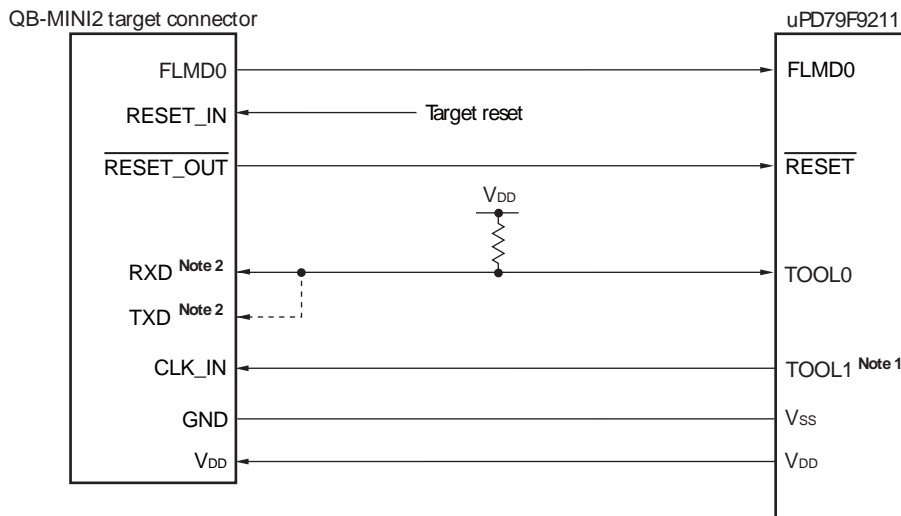 QB-MINI2 target connector
uPD79F9211
FLMD0
FLMD0
RESET_IN
Target reset
RESET_OUT
RESET
VDD
RXD Note 2
TOOL0
TXD Note 2
CLK_IN
TOOL1 Note 1
GND
VSS
VDD
VDD